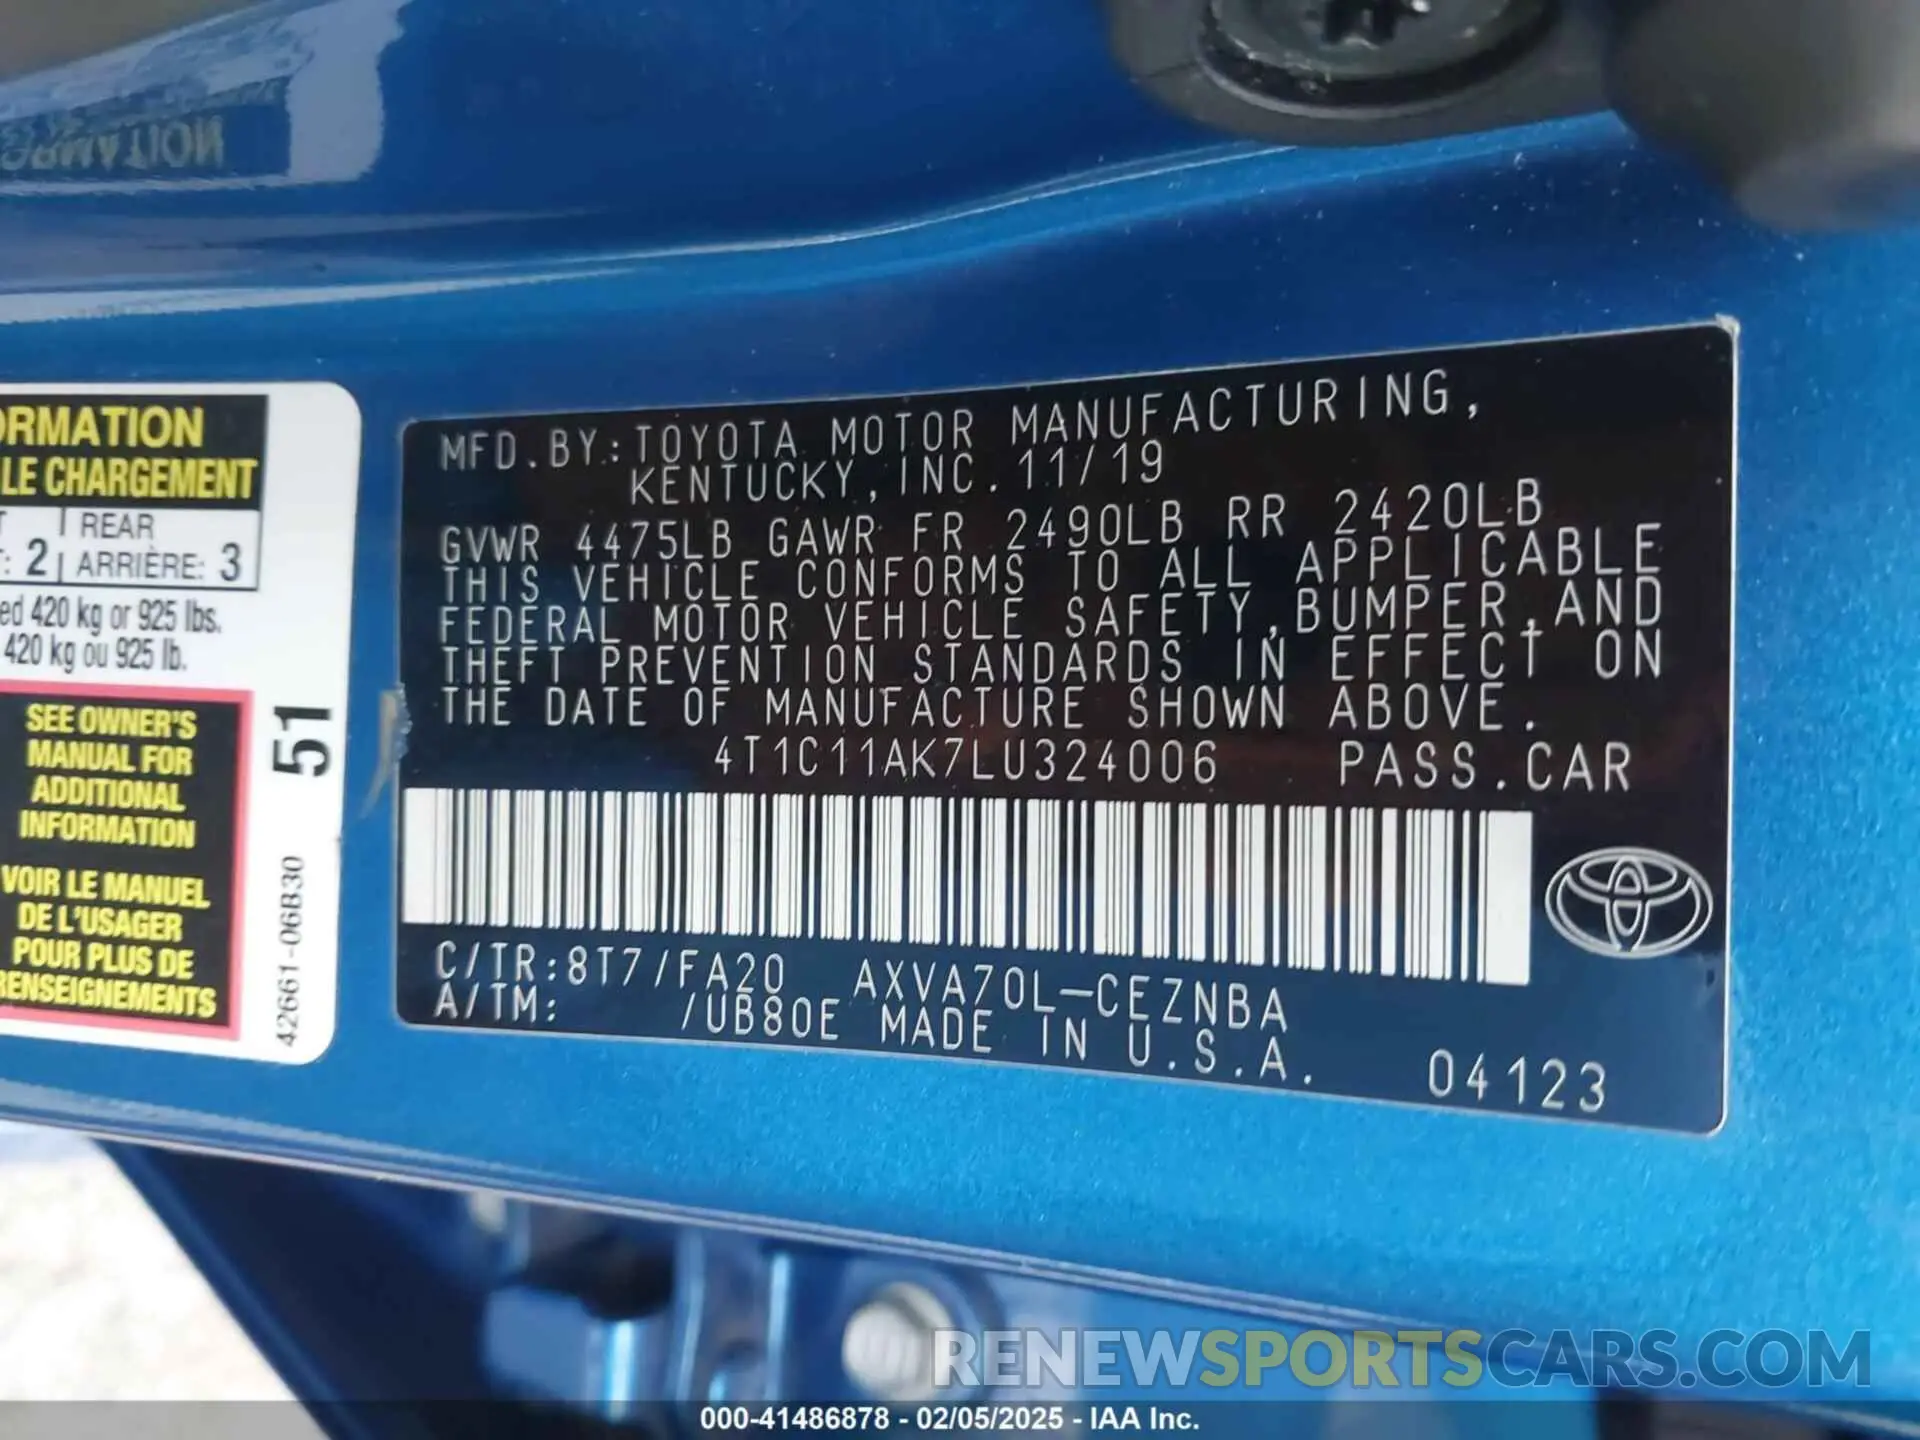 ORMATION
LE CHARGEMENT
REAR
: 2 ARRIÈRE: 3
ed 420 kg or 925 lbs.
420 kg ou 925 lb.
SEE OWNER'S
MANUAL FOR
ADDITIONAL
INFORMATION
VOIR LE MANUEL
DE L'USAGER
POUR PLUS DE
RENSEIGNEMENTS
51
42661-06B30
MFD.BY:TOYOTA MOTOR MANUFACTURING,
KENTUCKY,INC.11/19
GVWR 4475LB GAWR FR 2490LB RR 2420LB
THIS VEHICLE CONFORMS TO ALL APPLICABLE
FEDERAL MOTOR VEHICLE SAFETY,BUMPER,AND
THEFT PREVENTION STANDARDS IN EFFECT ON
THE DATE OF MANUFACTURE SHOWN ABOVE.
4T1C11AK7LU324006 PASS.CAR
C/TR:8T7/FA20 AXVA70L-CEZNBA
A/TM: /UB80E MADE IN U.S.A.
04123
RENEWSPORTSCARS.COM
000-41486878 - 02/05/2025 - IAA Inc.